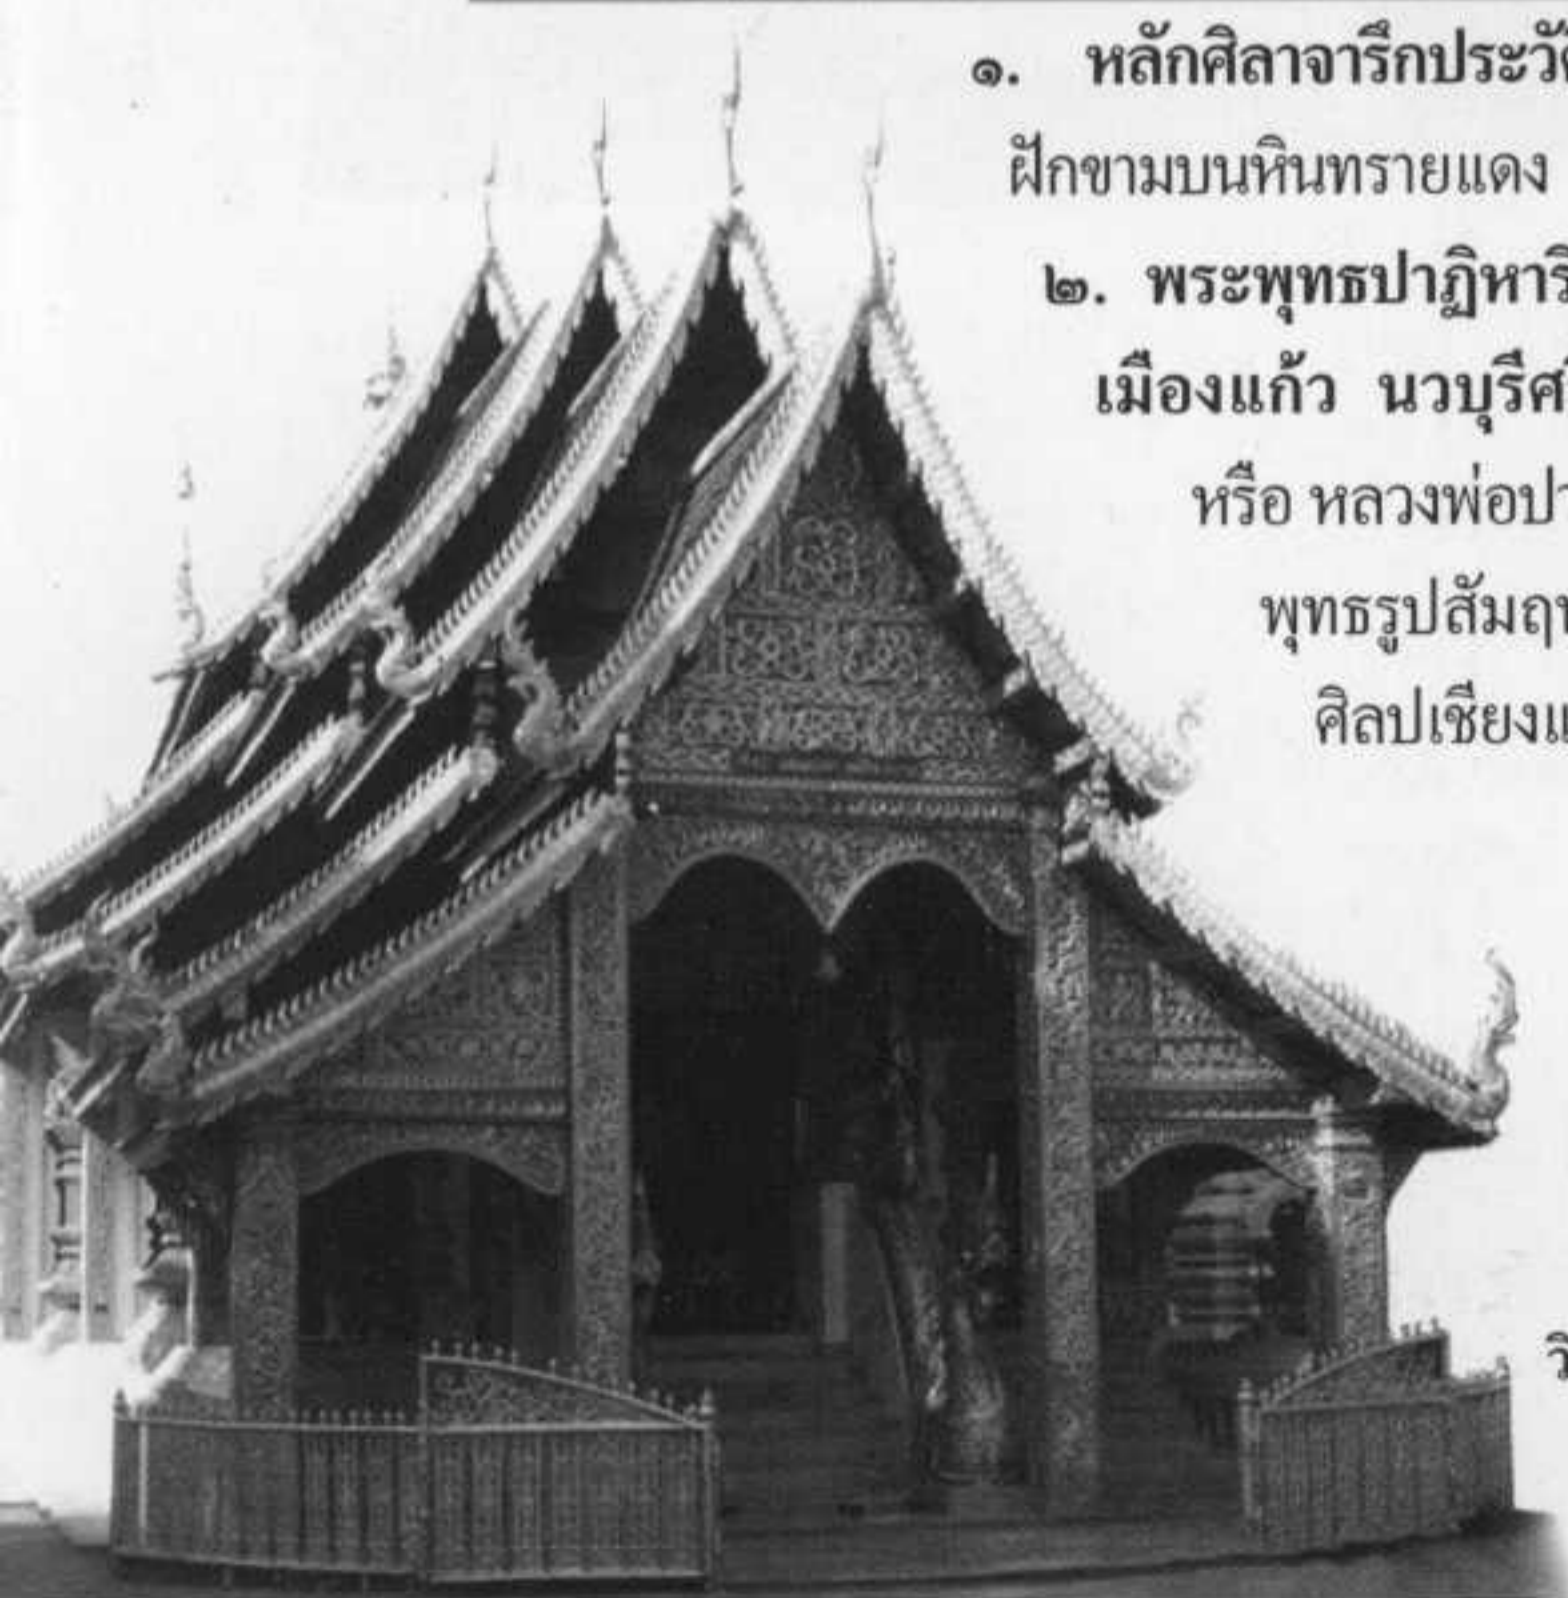 ๑. หลักศิลาจารึกประวั
ฝักขามบนหินทรายแดง
๒. พระพุทธปาฏิหาริ
เมืองแก้ว นวบุรีศ
หรือ หลวงพ่อปา
พุทธรูปสัมฤท
ศิลปเชียงแ
วิ